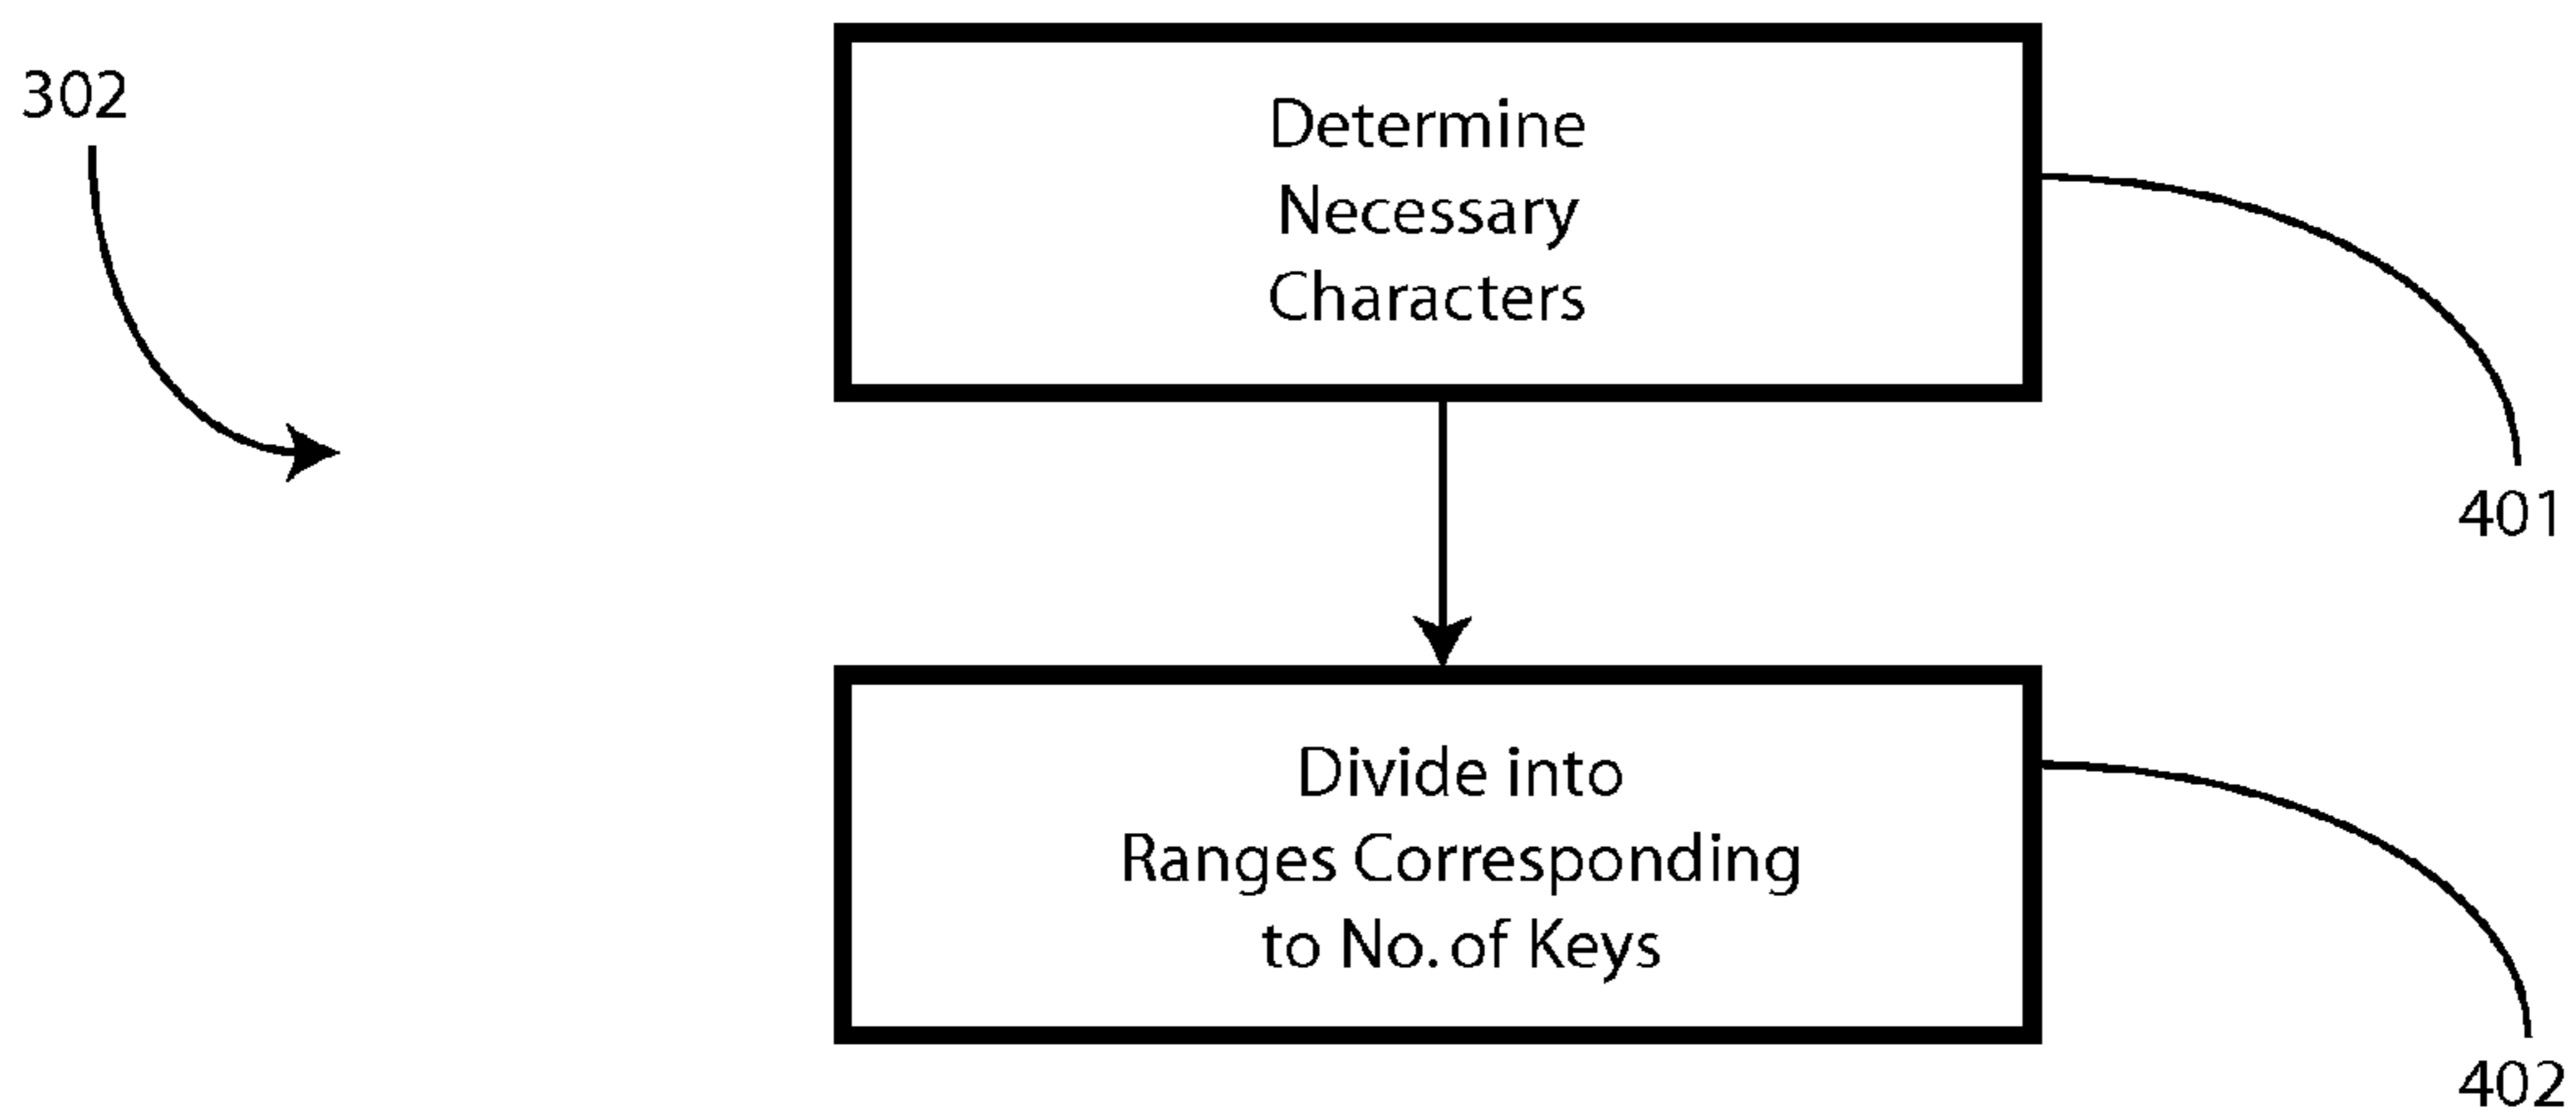 302
Determine
Necessary
Characters
401
Divide into
Ranges Corresponding
to No. of Keys
402